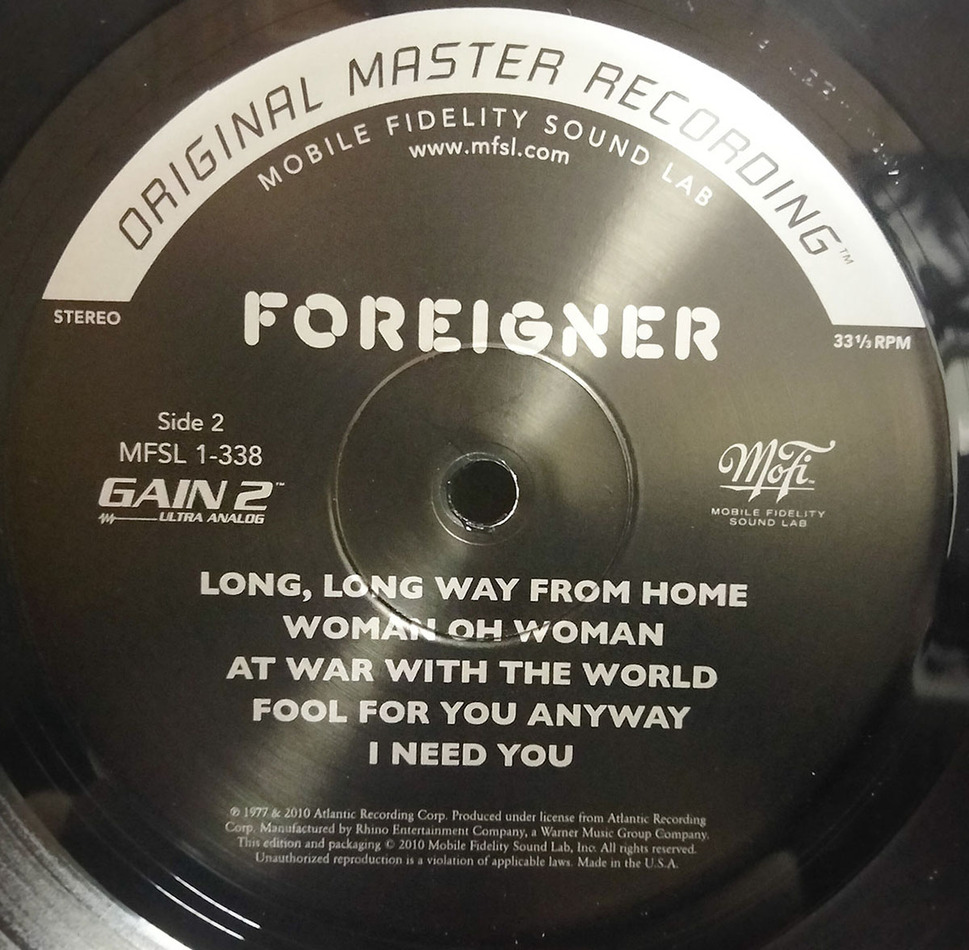 ORIGINAL MASTER RECORDING™
MOBILE FIDELITY SOUND LAB
www.mfsl.com
STEREO
33⅓ RPM
FOREIGNER
Side 2
MFSL 1-338
GAIN 2™
ULTRA ANALOG
MoFi™
MOBILE FIDELITY
SOUND LAB
LONG, LONG WAY FROM HOME
WOMAN OH WOMAN
AT WAR WITH THE WORLD
FOOL FOR YOU ANYWAY
I NEED YOU
℗ 1977 & 2010 Atlantic Recording Corp. Produced under license from Atlantic Recording
Corp. Manufactured by Rhino Entertainment Company, a Warner Music Group Company.
This edition and packaging © 2010 Mobile Fidelity Sound Lab, Inc. All rights reserved.
Unauthorized reproduction is a violation of applicable laws. Made in the U.S.A.